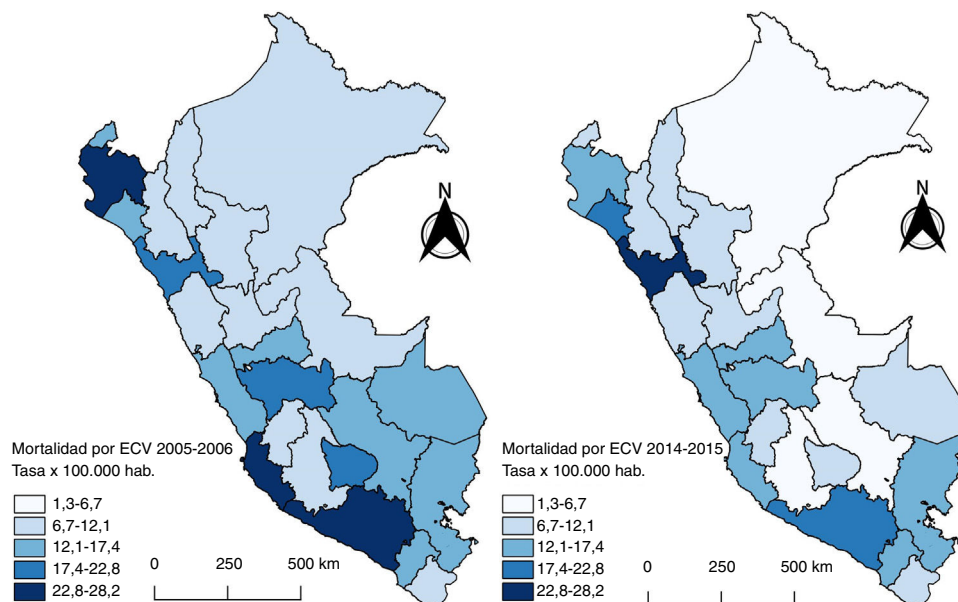 N
Mortalidad por ECV 2005-2006
Tasa x 100.000 hab.
1,3-6,7
6,7-12,1
12,1-17,4
17,4-22,8
22,8-28,2
0 250 500 km
N
Mortalidad por ECV 2014-2015
Tasa x 100.000 hab.
1,3-6,7
6,7-12,1
12,1-17,4
17,4-22,8
22,8-28,2
0 250 500 km